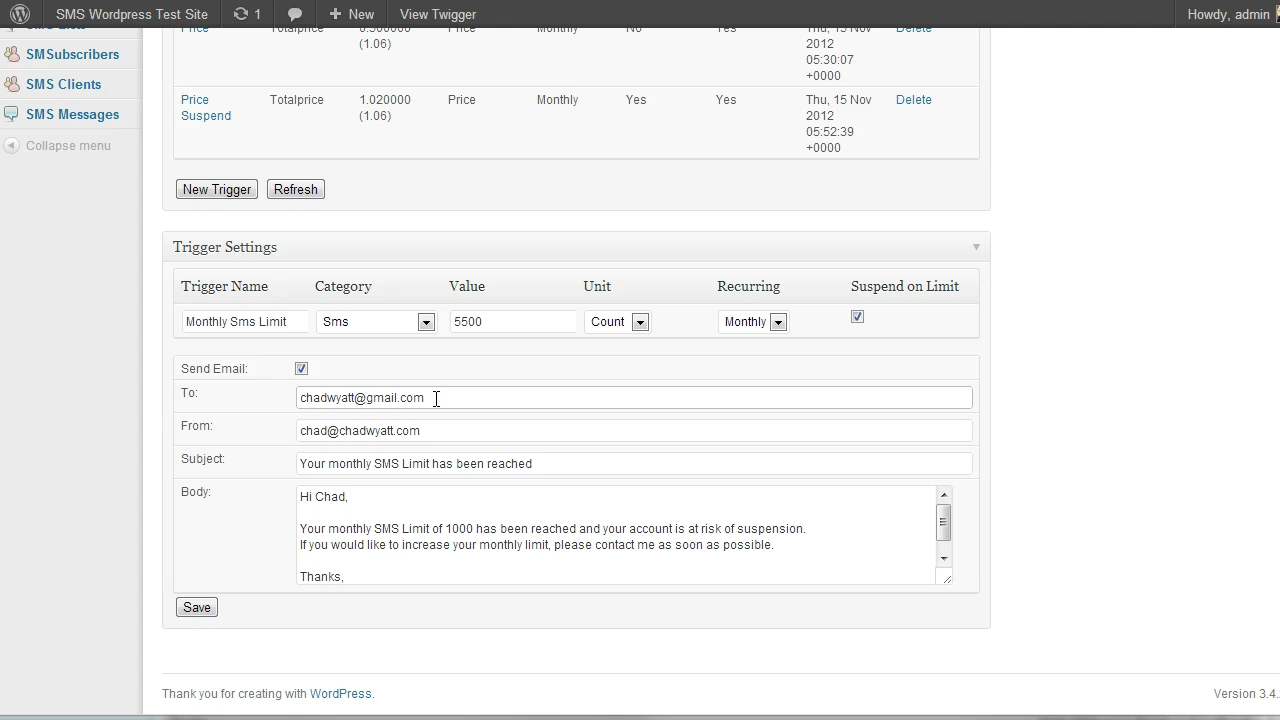 SMS Wordpress Test Site 1 New View Twigger Howdy, admin
Price Totalprice 0.500000 Price Monthly No Yes Thu, 15 Nov Delete
(1.06) 2012
05:30:07
+0000
SMSubscribers
SMS Clients
SMS Messages
Collapse menu
Price Totalprice 1.020000 Price Monthly Yes Yes Thu, 15 Nov Delete
Suspend (1.06) 2012
05:52:39
+0000
New Trigger Refresh
Trigger Settings
Trigger Name Category Value Unit Recurring Suspend on Limit
Monthly Sms Limit Sms 5500 Count Monthly
Send Email:
To: chadwyatt@gmail.com
From: chad@chadwyatt.com
Subject: Your monthly SMS Limit has been reached
Body: Hi Chad,
Your monthly SMS Limit of 1000 has been reached and your account is at risk of suspension.
If you would like to increase your monthly limit, please contact me as soon as possible.
Thanks,
Save
Thank you for creating with WordPress. Version 3.4.